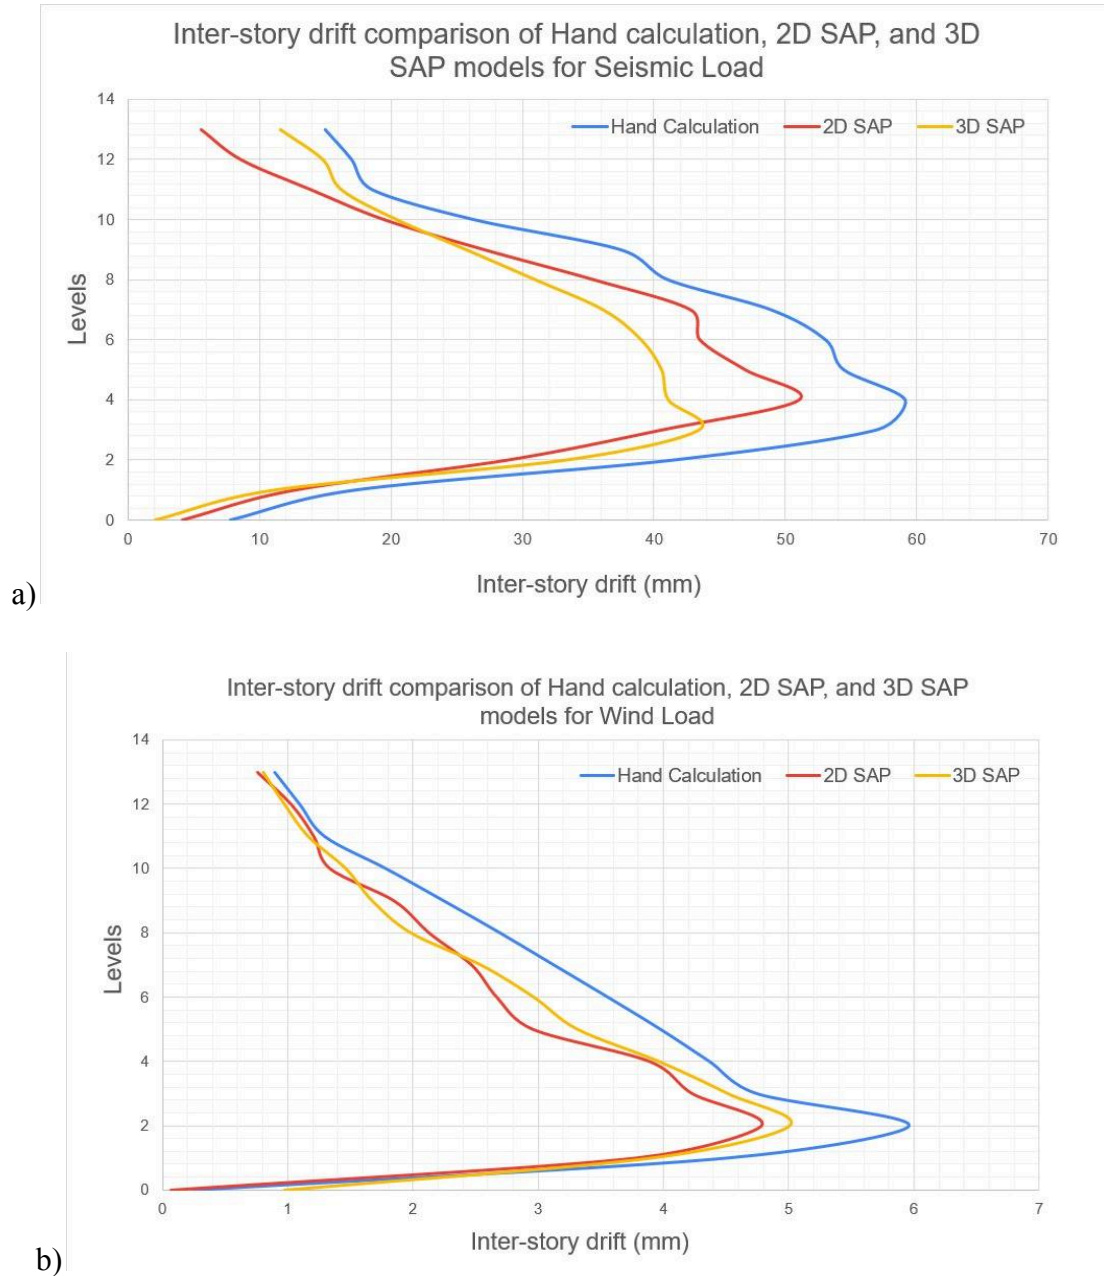 Inter-story drift comparison of Hand calculation, 2D SAP, and 3D
SAP models for Seismic Load
14
Hand Calculation 2D SAP 3D SAP
12
10
8
Levels
6
4
2
0
0 10 20 30 40 50 60 70
Inter-story drift (mm)
a)
Inter-story drift comparison of Hand calculation, 2D SAP, and 3D SAP
models for Wind Load
14
Hand Calculation 2D SAP 3D SAP
12
10
8
Levels
6
4
2
0
0 1 2 3 4 5 6 7
Inter-story drift (mm)
b)